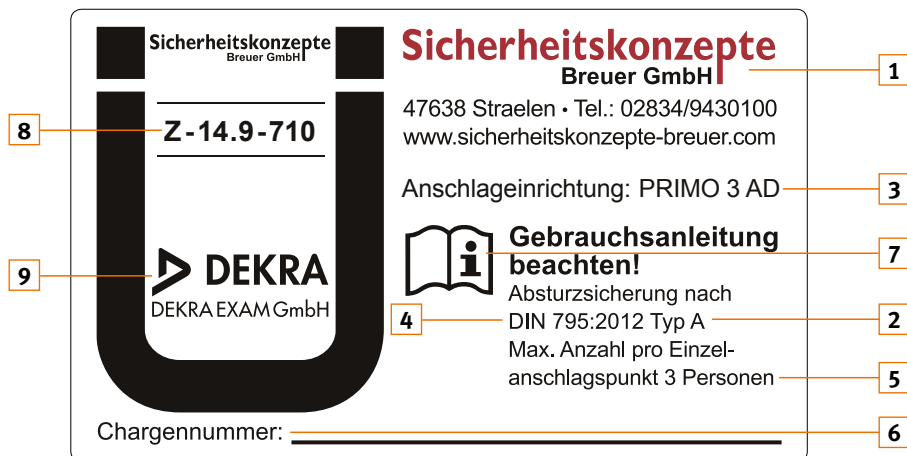 Sicherheitskonzepte
Breuer GmbH
Z-14.9-710
DEKRA
DEKRA EXAM GmbH
Sicherheitskonzepte
Breuer GmbH
47638 Straelen • Tel.: 02834/9430100
www.sicherheitskonzepte-breuer.com
Anschlageinrichtung: PRIMO 3 AD
i
Gebrauchsanleitung
beachten!
Absturzsicherung nach
DIN 795:2012 Typ A
Max. Anzahl pro Einzel-
anschlagspunkt 3 Personen
Chargennummer:
8
9
4
1
3
7
2
5
6